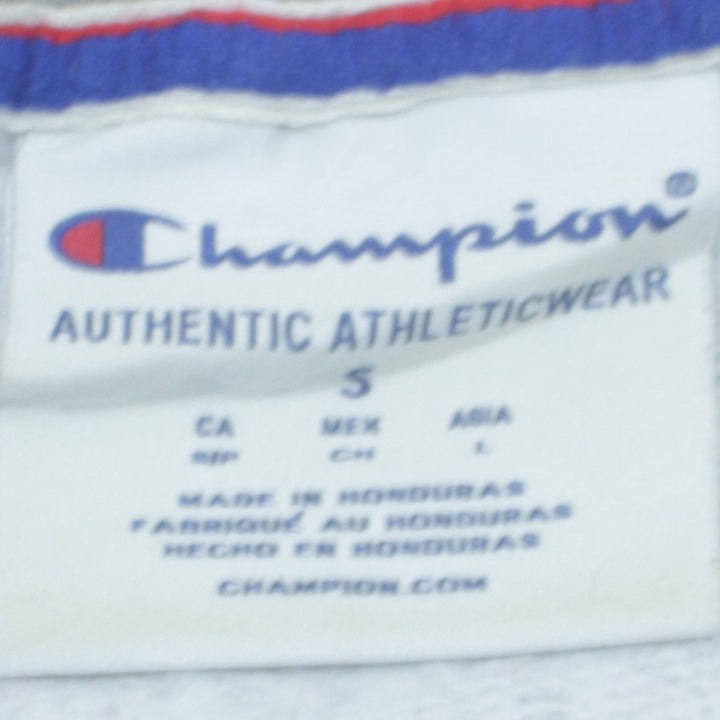 Champion®
AUTHENTIC ATHLETICWEAR
S
CA MEX ASIA
S/P CH L
MADE IN HONDURAS
FABRIQUÉ AU HONDURAS
HECHO EN HONDURAS
CHAMPION.COM